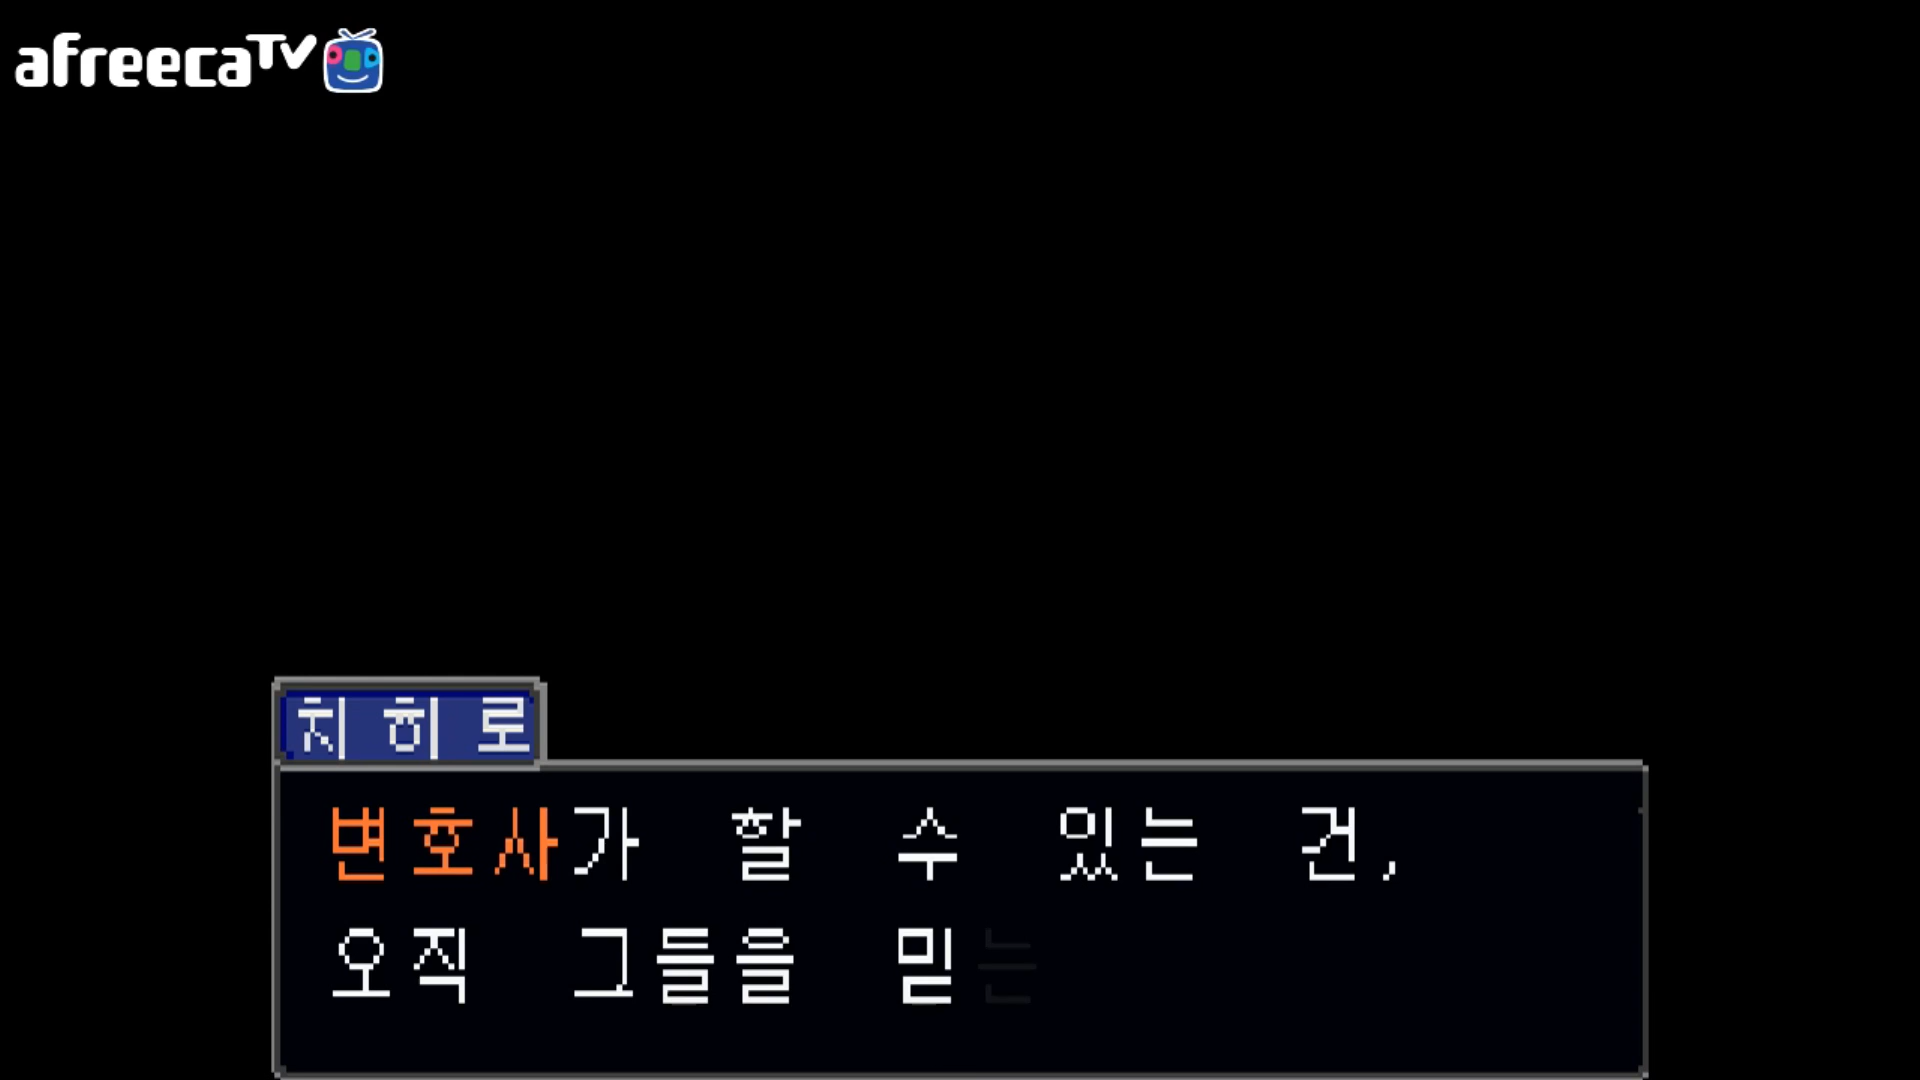 afreecaTV
치히로
변호사가 할 수 있는 건,
오직 그들을 믿는